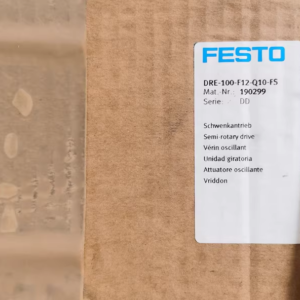 FESTO
DRE-100-F12-Q10-FS
Mat.-Nr.: 190299
Serie: DD
Schwenkantrieb
Semi-rotary drive
Vérin oscillant
Unidad giratoria
Attuatore oscillante
Vriddon